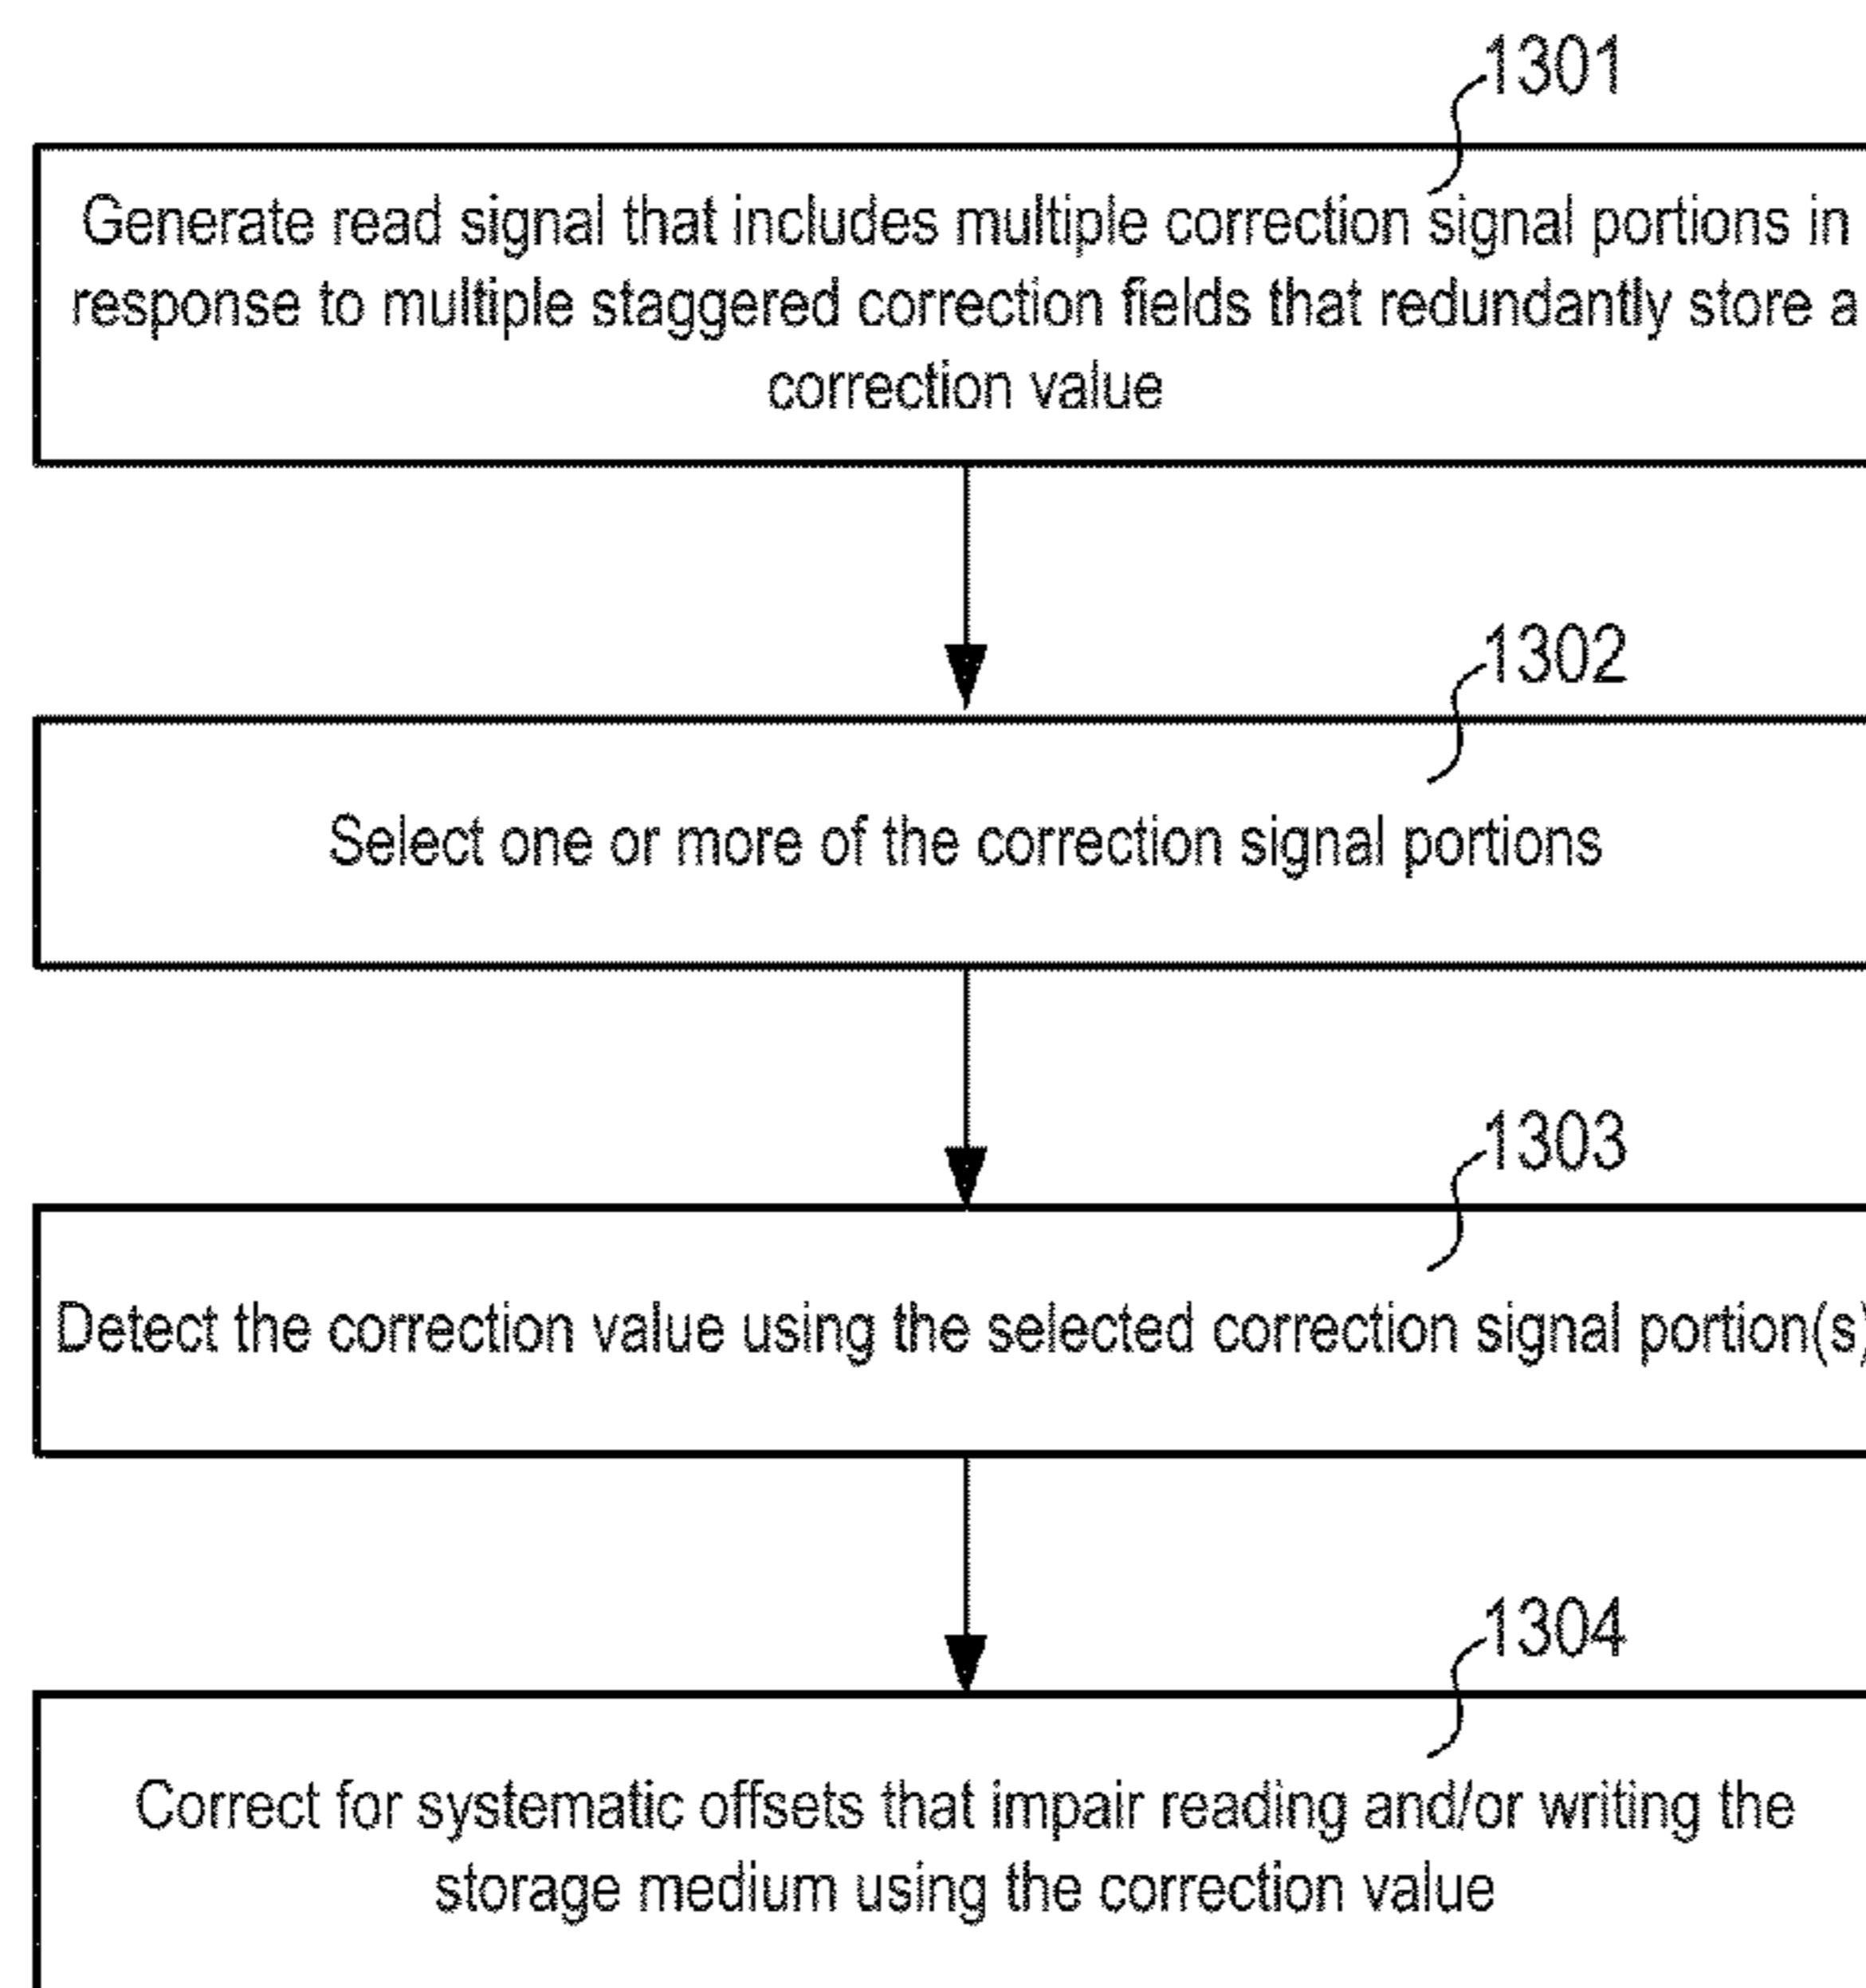 1301
Generate read signal that includes multiple correction signal portions in
response to multiple staggered correction fields that redundantly store a
correction value
1302
Select one or more of the correction signal portions
1303
Detect the correction value using the selected correction signal portion(s)
1304
Correct for systematic offsets that impair reading and/or writing the
storage medium using the correction value